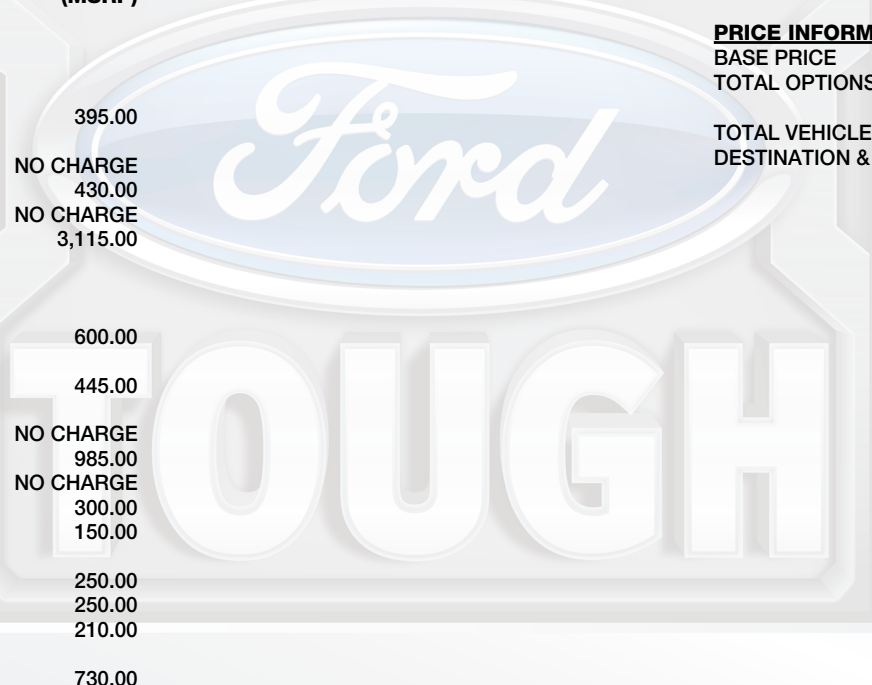 (MSRP)
395.00
NO CHARGE
430.00
NO CHARGE
3,115.00
600.00
445.00
NO CHARGE
985.00
NO CHARGE
300.00
150.00
250.00
250.00
210.00
730.00
PRICE INFORM
BASE PRICE
TOTAL OPTIONS
TOTAL VEHICLE
DESTINATION &
Ford
TOUGH